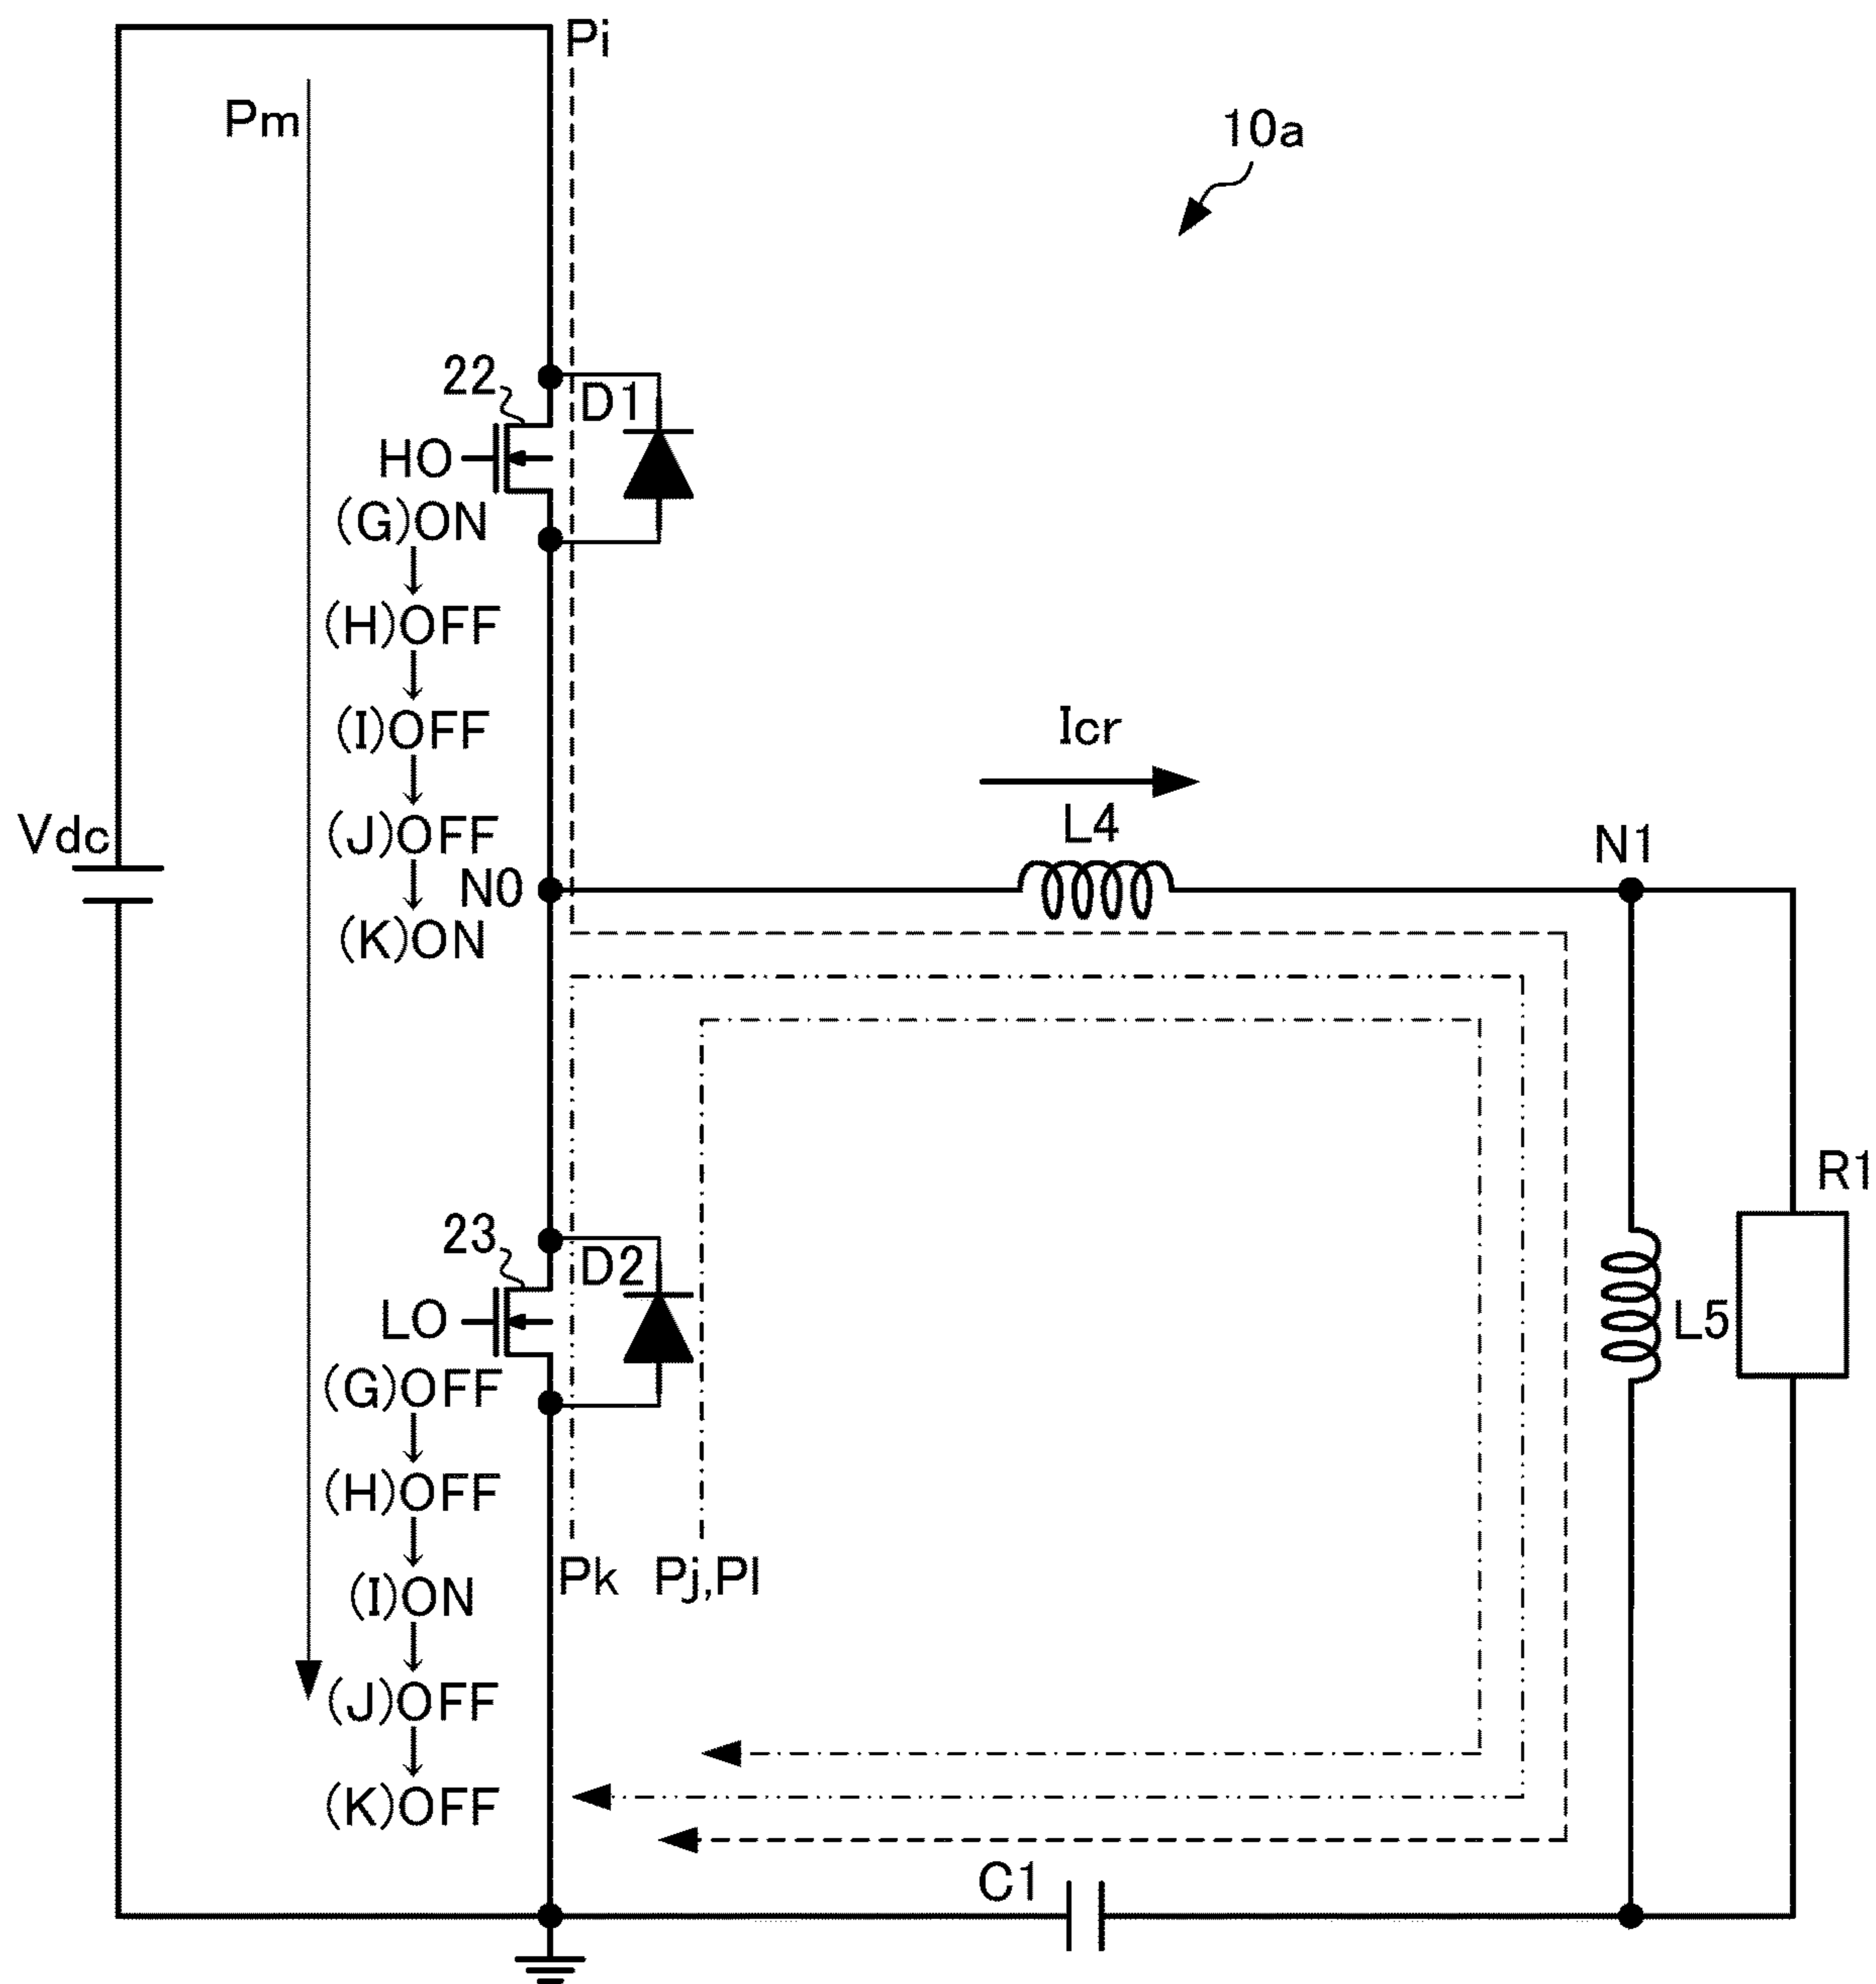 Pi
Pm
10a
22
D1
HO
(G)ON
(H)OFF
(I)OFF
(J)OFF
(K)ON
Icr
L4
Vdc
N0
N1
R1
23
D2
LO
L5
(G)OFF
(H)OFF
(I)ON
(J)OFF
(K)OFF
Pk
Pj,Pl
C1